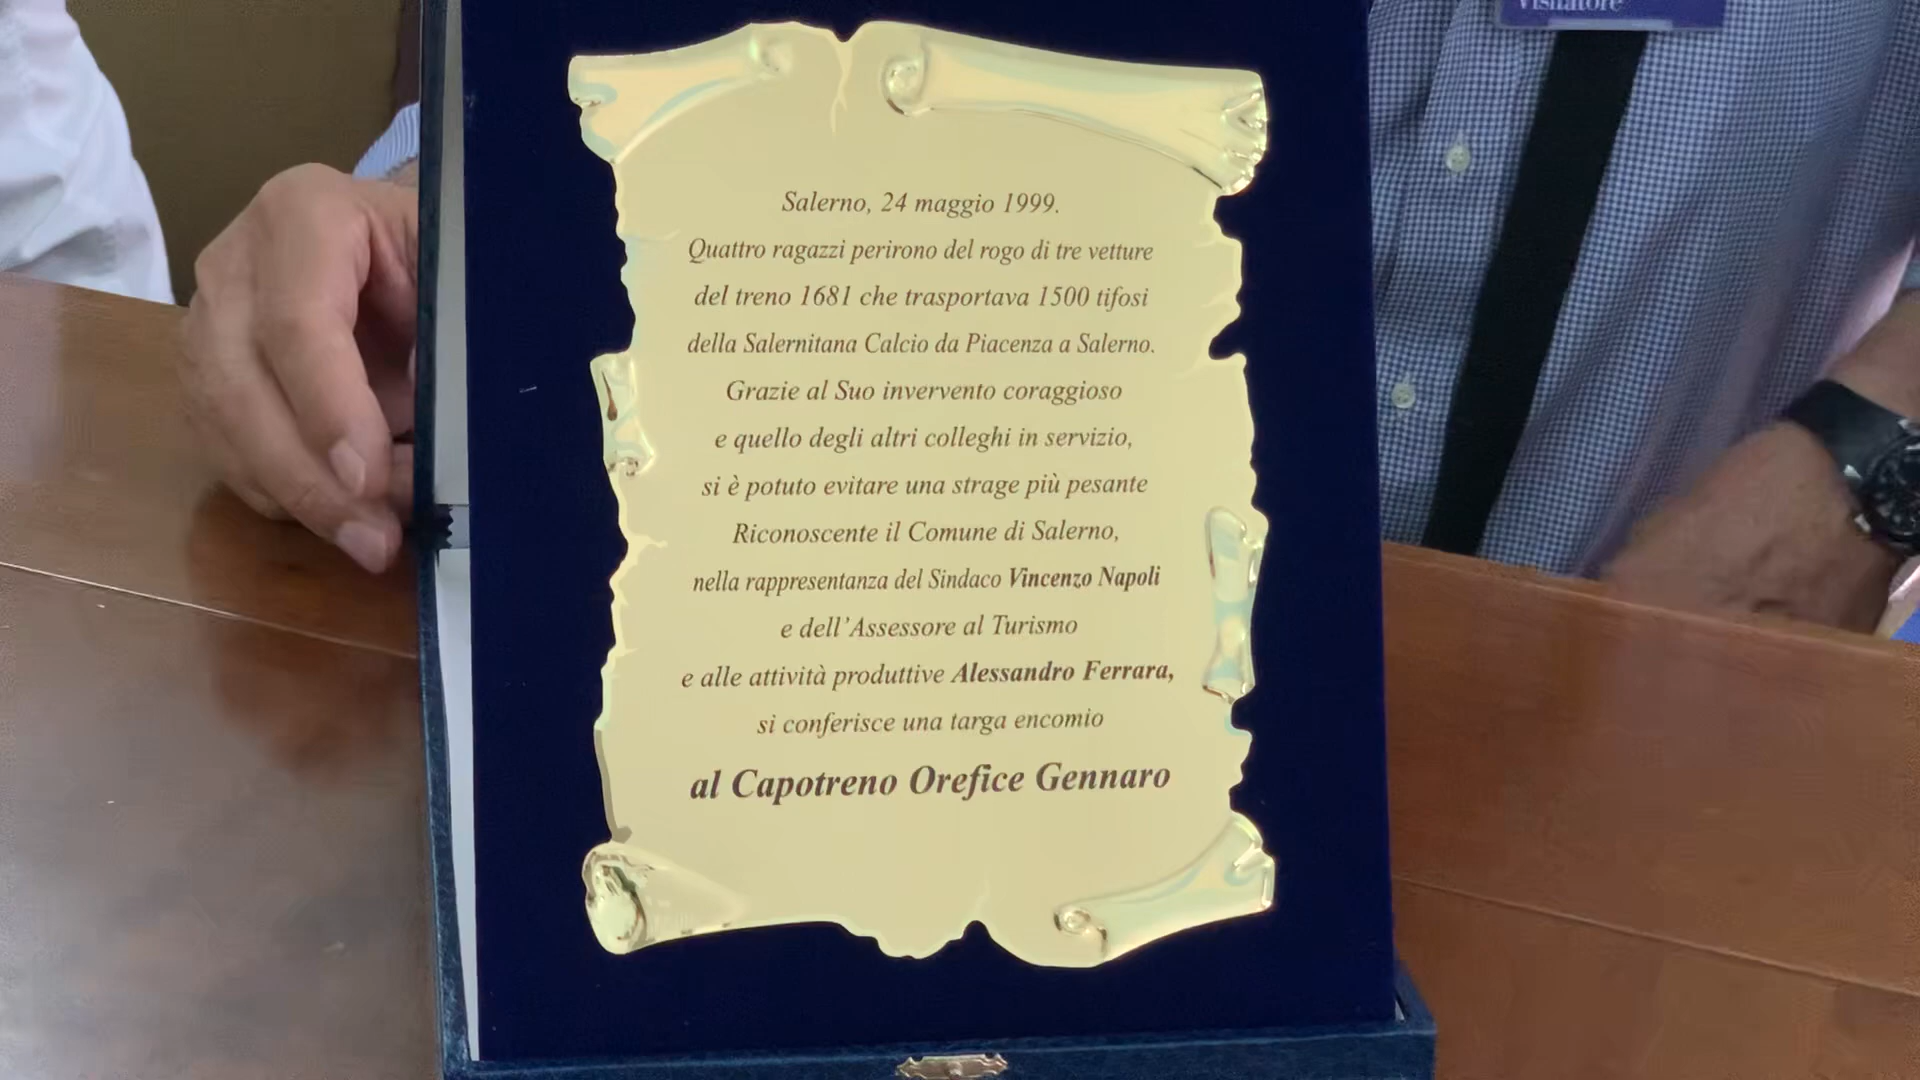 Visitatore
Salerno, 24 maggio 1999.
Quattro ragazzi perirono del rogo di tre vetture
del treno 1681 che trasportava 1500 tifosi
della Salernitana Calcio da Piacenza a Salerno.
Grazie al Suo invervento coraggioso
e quello degli altri colleghi in servizio,
si è potuto evitare una strage più pesante
Riconoscente il Comune di Salerno,
nella rappresentanza del Sindaco Vincenzo Napoli
e dell'Assessore al Turismo
e alle attività produttive Alessandro Ferrara,
si conferisce una targa encomio
al Capotreno Orefice Gennaro